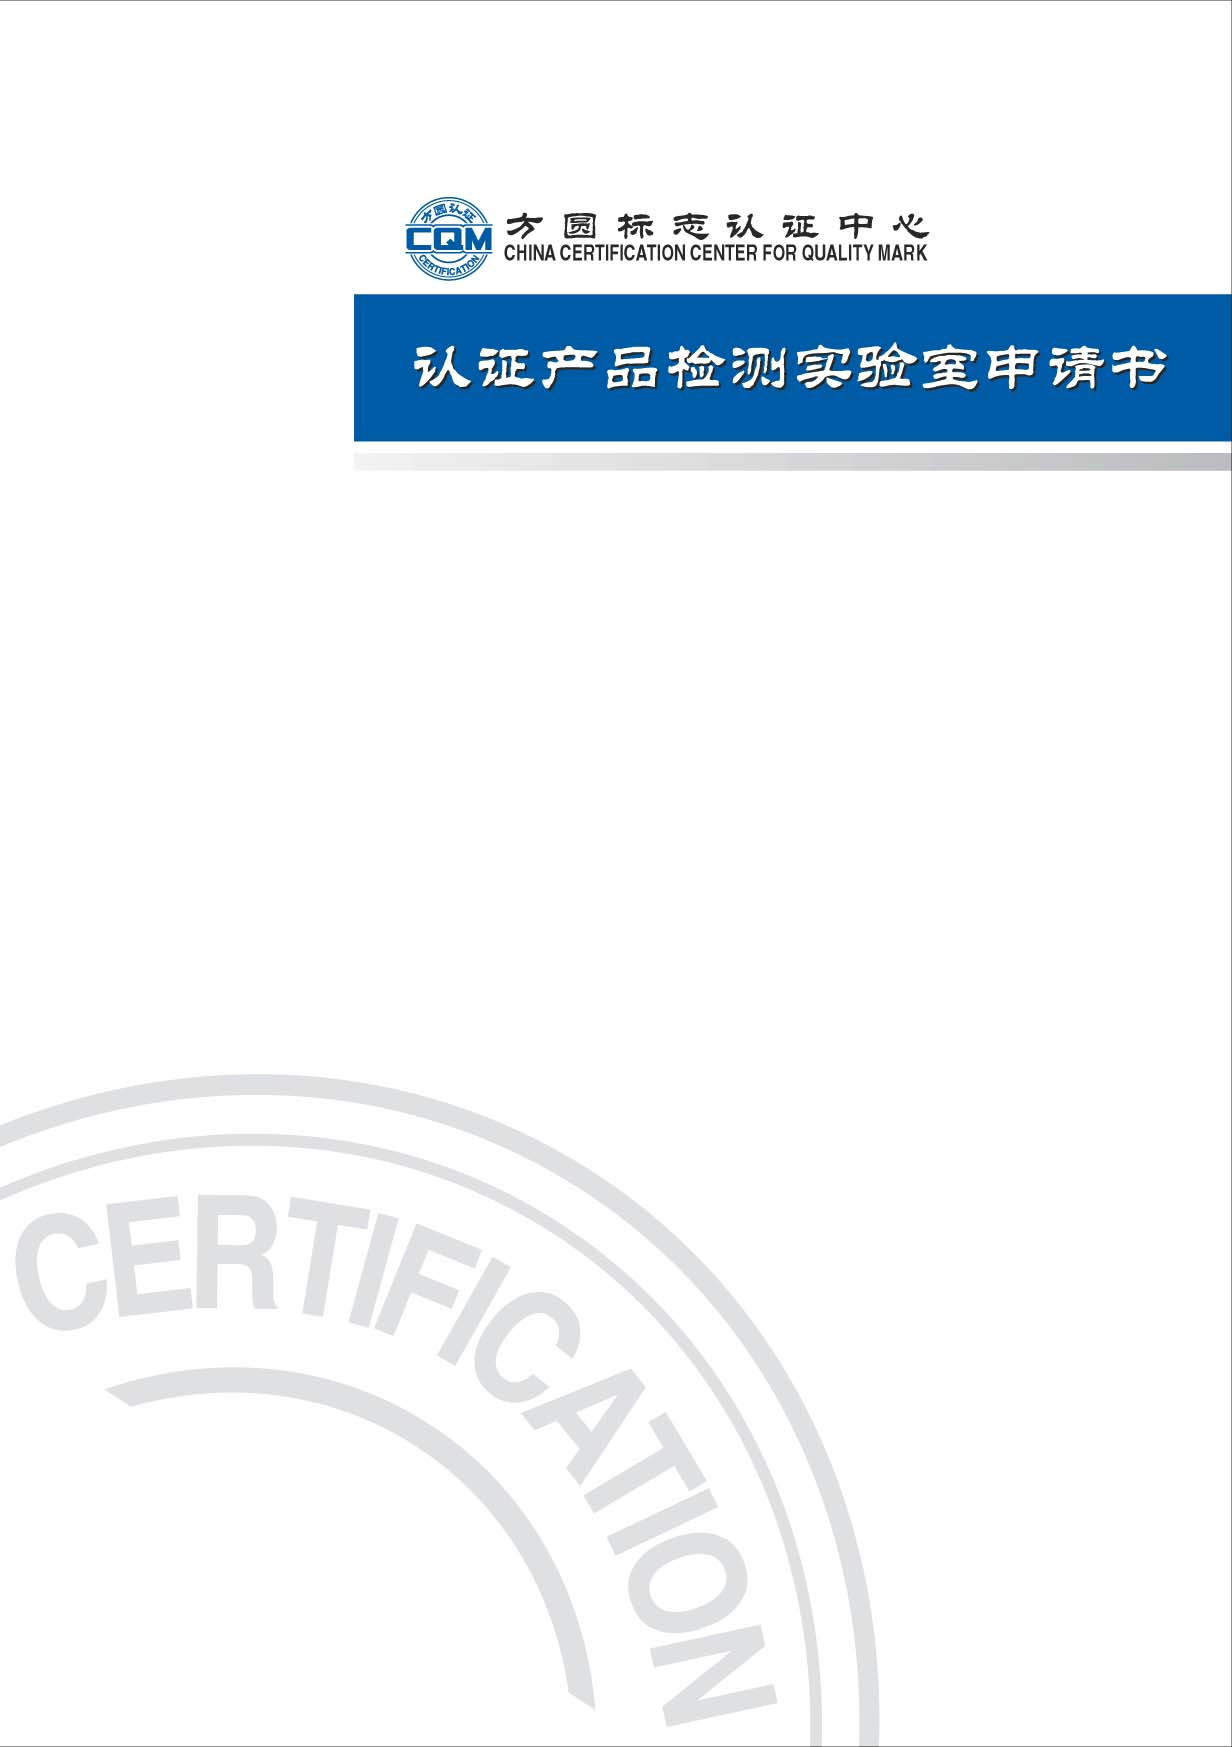 方圆认证
CQM
CERTIFICATION
方圆标志认证中心
CHINA CERTIFICATION CENTER FOR QUALITY MARK
认证产品检测实验室申请书
CERTIFICATION